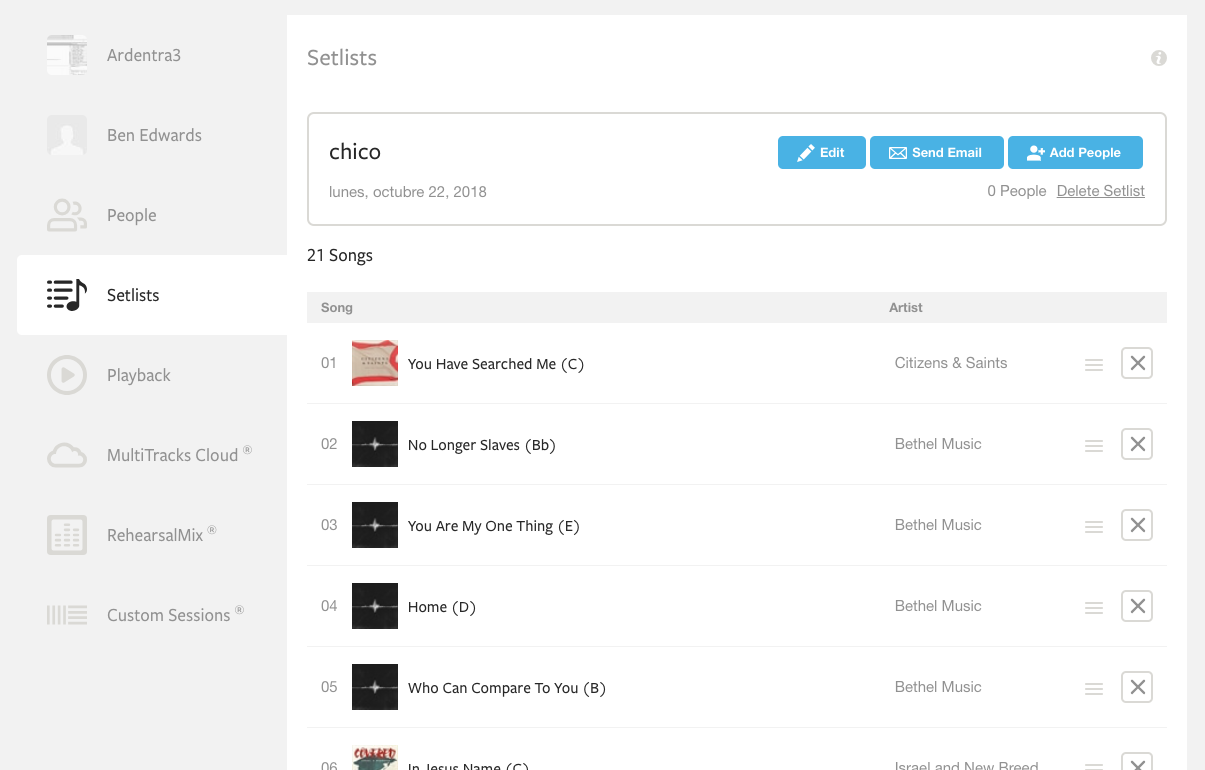 Ardentra3
Ben Edwards
People
Setlists
Playback
MultiTracks Cloud ®
RehearsalMix ®
Custom Sessions ®
Setlists
chico
Edit
Send Email
Add People
lunes, octubre 22, 2018
0 People Delete Setlist
21 Songs
Song Artist
01 You Have Searched Me (C) Citizens & Saints
02 No Longer Slaves (Bb) Bethel Music
03 You Are My One Thing (E) Bethel Music
04 Home (D) Bethel Music
05 Who Can Compare To You (B) Bethel Music
06 In Jesus Name (C) Israel and New Breed